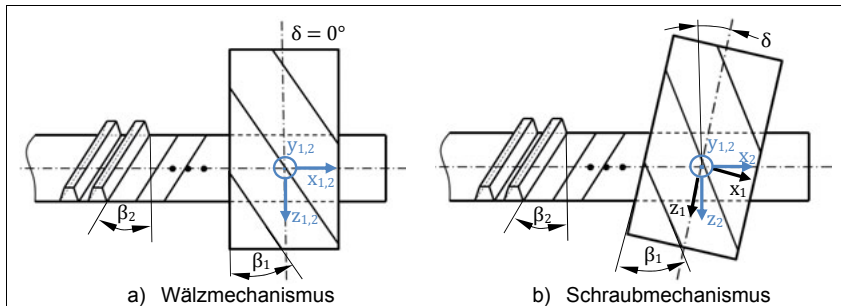 δ = 0°
y1,2
x1,2
z1,2
β2
β1
a) Wälzmechanismus
δ
y1,2
x2
x1
z1
z2
β2
β1
b) Schraubmechanismus